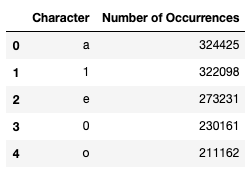 Character Number of Occurrences
0 a 324425
1 1 322098
2 e 273231
3 0 230161
4 o 211162